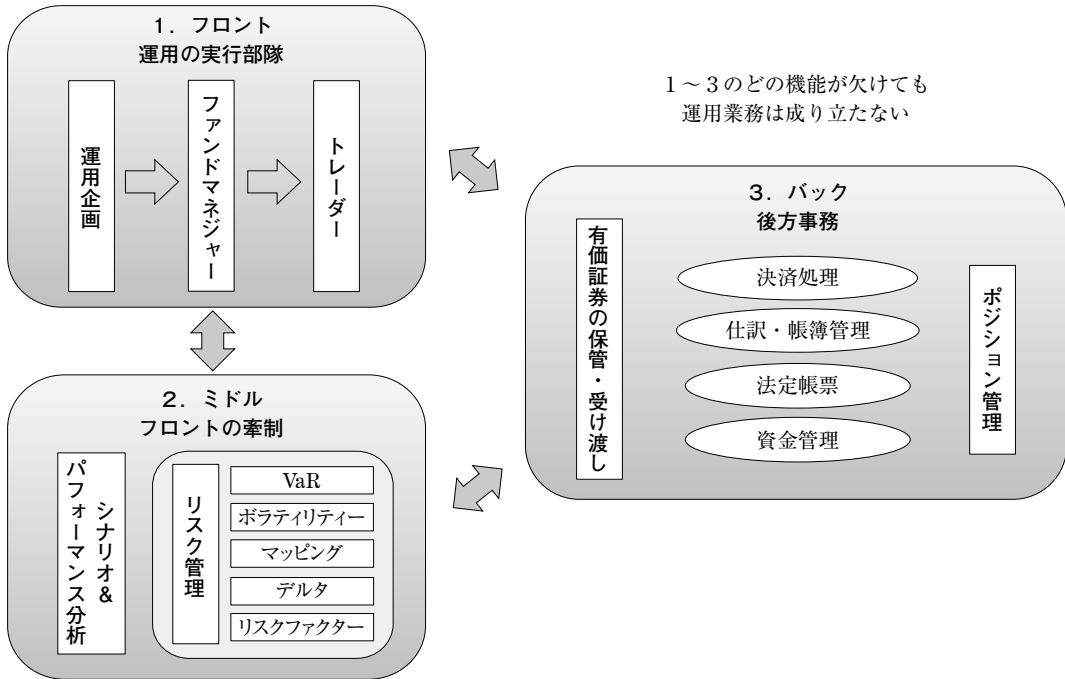 1．フロント
運用の実行部隊
運用企画
ファンドマネジャー
トレーダー
1～3のどの機能が欠けても
運用業務は成り立たない
2．ミドル
フロントの牽制
シナリオ＆
パフォーマンス分析
リスク管理
VaR
ボラティリティー
マッピング
デルタ
リスクファクター
3．バック
後方事務
有価証券の保管・受け渡し
決済処理
仕訳・帳簿管理
法定帳票
資金管理
ポジション管理